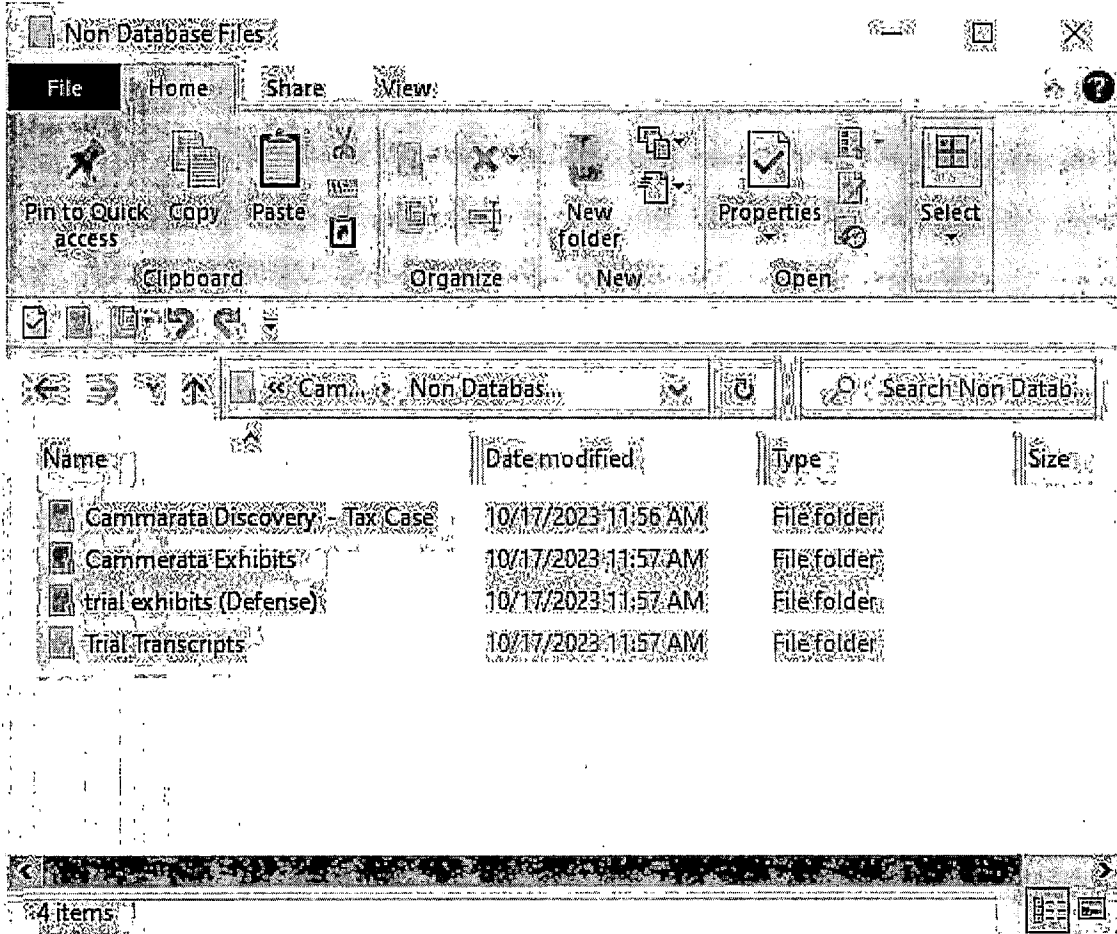 Non Database Files
File Home Share View
Pin to Quick access Copy Paste New folder Properties Select
Clipboard Organize New Open
« Cam... › Non Databas... Search Non Datab...
Name Date modified Type Size
Cammarata Discovery - Tax Case 10/17/2023 11:56 AM File folder
Cammerata Exhibits 10/17/2023 11:57 AM File folder
trial exhibits (Defense) 10/17/2023 11:57 AM File folder
Trial Transcripts 10/17/2023 11:57 AM File folder
4 items